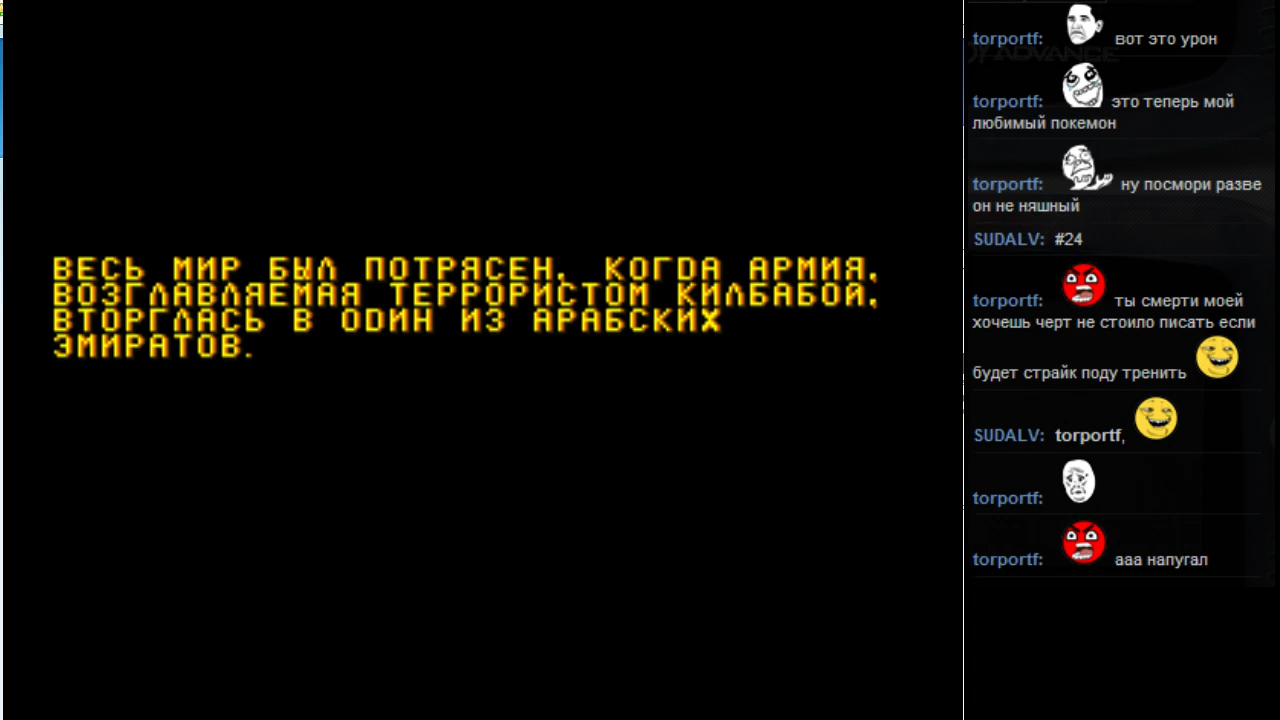 ВЕСЬ МИР БЫЛ ПОТРЯСЕН, КОГДА АРМИЯ,
ВОЗГЛАВЛЯЕМАЯ ТЕРРОРИСТОМ КИЛБАБОЙ,
ВТОРГЛАСЬ В ОДИН ИЗ АРАБСКИХ
ЭМИРАТОВ.
torportf: вот это урон
ADVANCE
torportf: это теперь мой
любимый покемон
torportf: ну посмори разве
он не няшный
SUDALV: #24
torportf: ты смерти моей
хочешь черт не стоило писать если
будет страйк поду тренить
SUDALV: torportf,
torportf:
torportf: ааа напугал